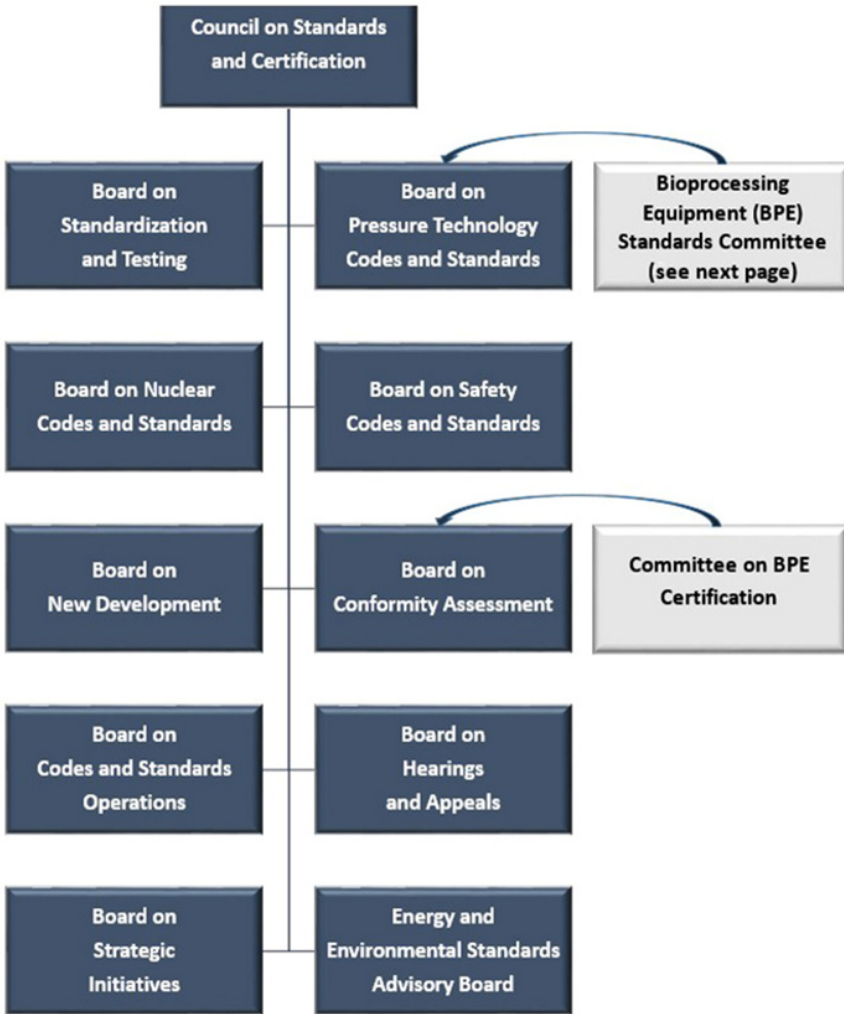 Council on Standards
and Certification
Board on
Standardization
and Testing
Board on
Pressure Technology
Codes and Standards
Bioprocessing
Equipment (BPE)
Standards Committee
(see next page)
Board on Nuclear
Codes and Standards
Board on Safety
Codes and Standards
Board on
New Development
Board on
Conformity Assessment
Committee on BPE
Certification
Board on
Codes and Standards
Operations
Board on
Hearings
and Appeals
Board on
Strategic
Initiatives
Energy and
Environmental Standards
Advisory Board